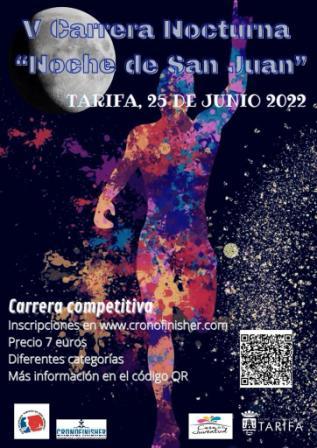 V Carrera Nocturna
“Noche de San Juan”
TARIFA, 25 DE JUNIO 2022
Carrera competitiva
Inscripciones en www.cronofinisher.com
Precio 7 euros
Diferentes categorías
Más información en el código QR
CRONOFINISHER
TARIFA